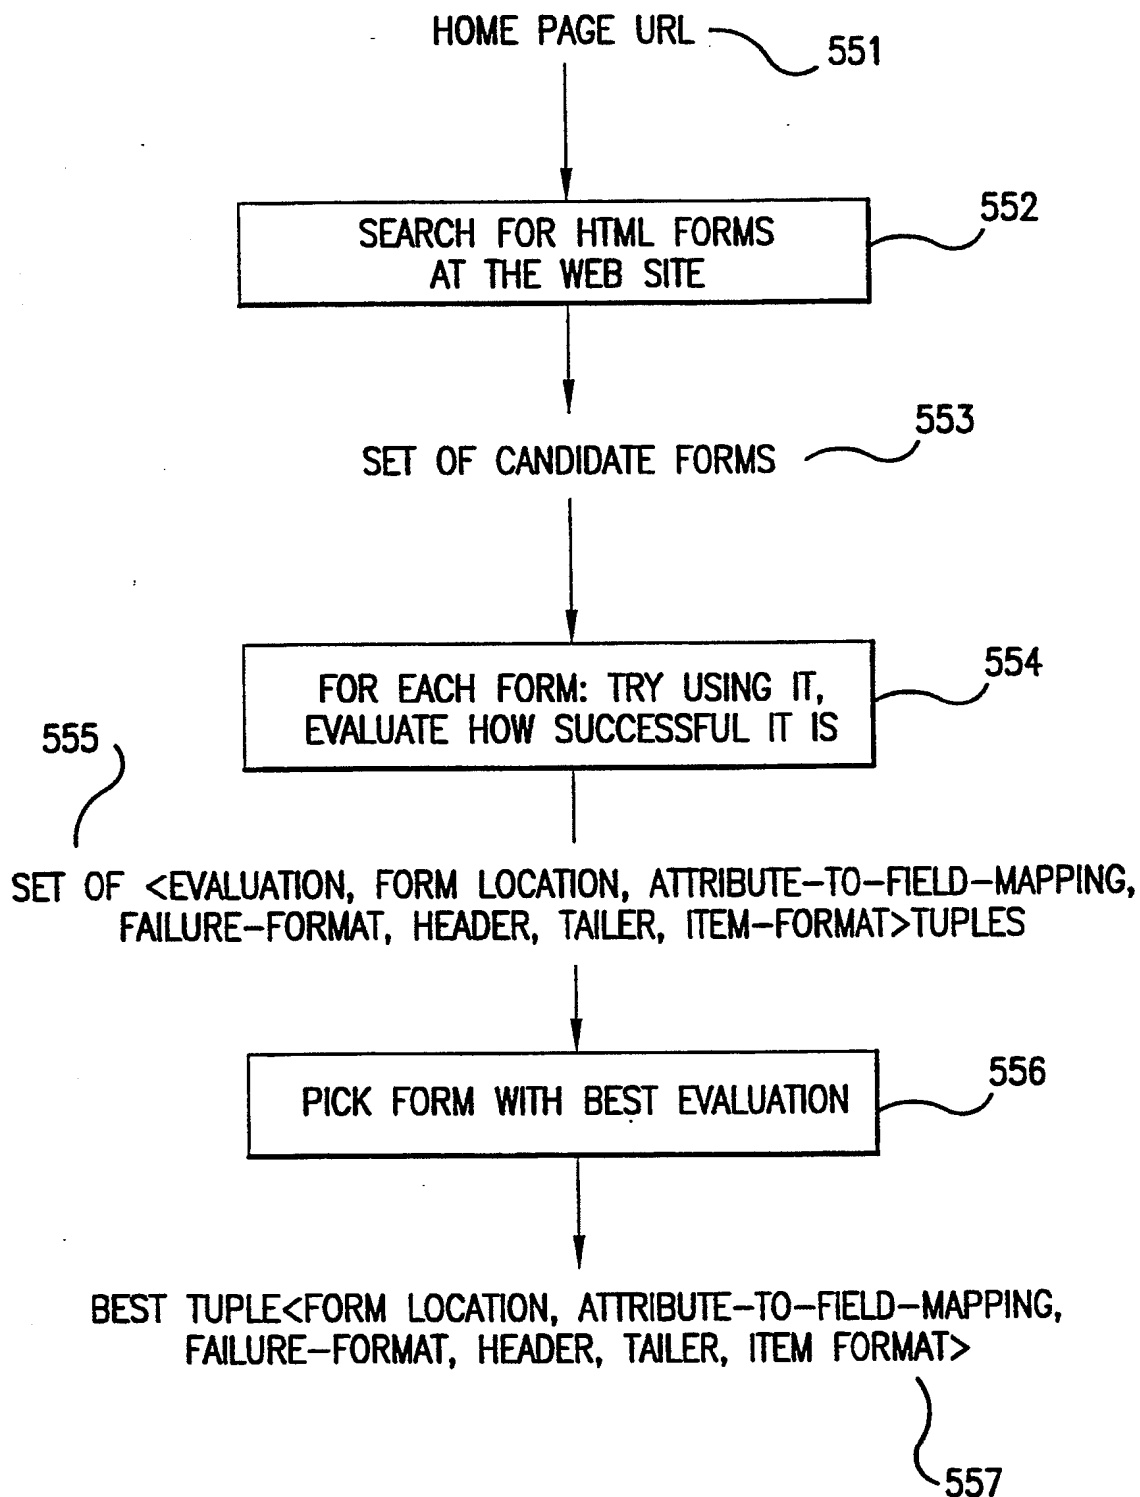 HOME PAGE URL
551
SEARCH FOR HTML FORMS
AT THE WEB SITE
552
SET OF CANDIDATE FORMS
553
FOR EACH FORM: TRY USING IT,
EVALUATE HOW SUCCESSFUL IT IS
554
555
SET OF <EVALUATION, FORM LOCATION, ATTRIBUTE-TO-FIELD-MAPPING,
FAILURE-FORMAT, HEADER, TAILER, ITEM-FORMAT>TUPLES
PICK FORM WITH BEST EVALUATION
556
BEST TUPLE<FORM LOCATION, ATTRIBUTE-TO-FIELD-MAPPING,
FAILURE-FORMAT, HEADER, TAILER, ITEM FORMAT>
557